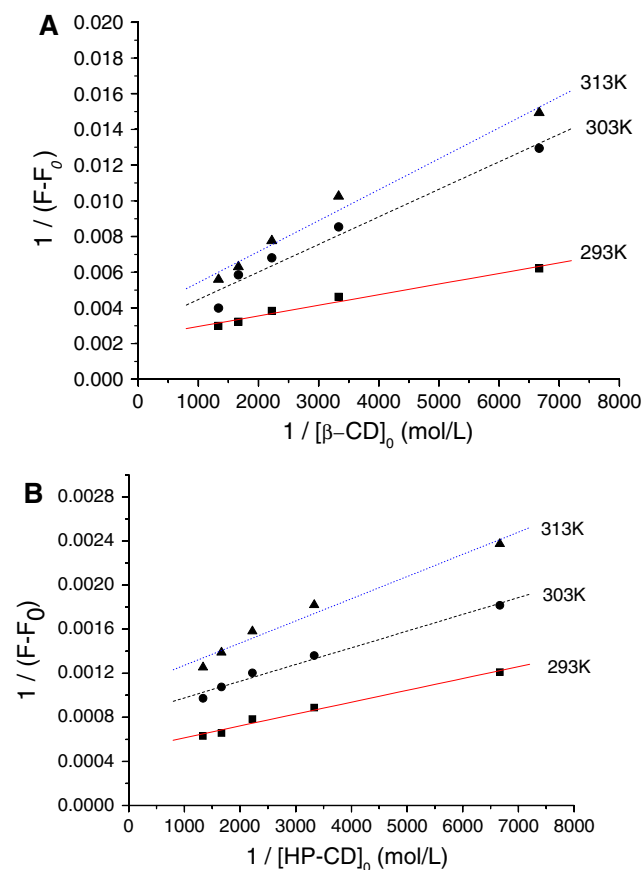 A
0.020
0.018
0.016
0.014
0.012
0.010
0.008
0.006
0.004
0.002
0.000
1 / (F-F0)
313K
303K
293K
0 1000 2000 3000 4000 5000 6000 7000 8000
1 / [β–CD]0 (mol/L)
B
0.0028
0.0024
0.0020
0.0016
0.0012
0.0008
0.0004
0.0000
1 / (F-F0)
313K
303K
293K
0 1000 2000 3000 4000 5000 6000 7000 8000
1 / [HP-CD]0 (mol/L)